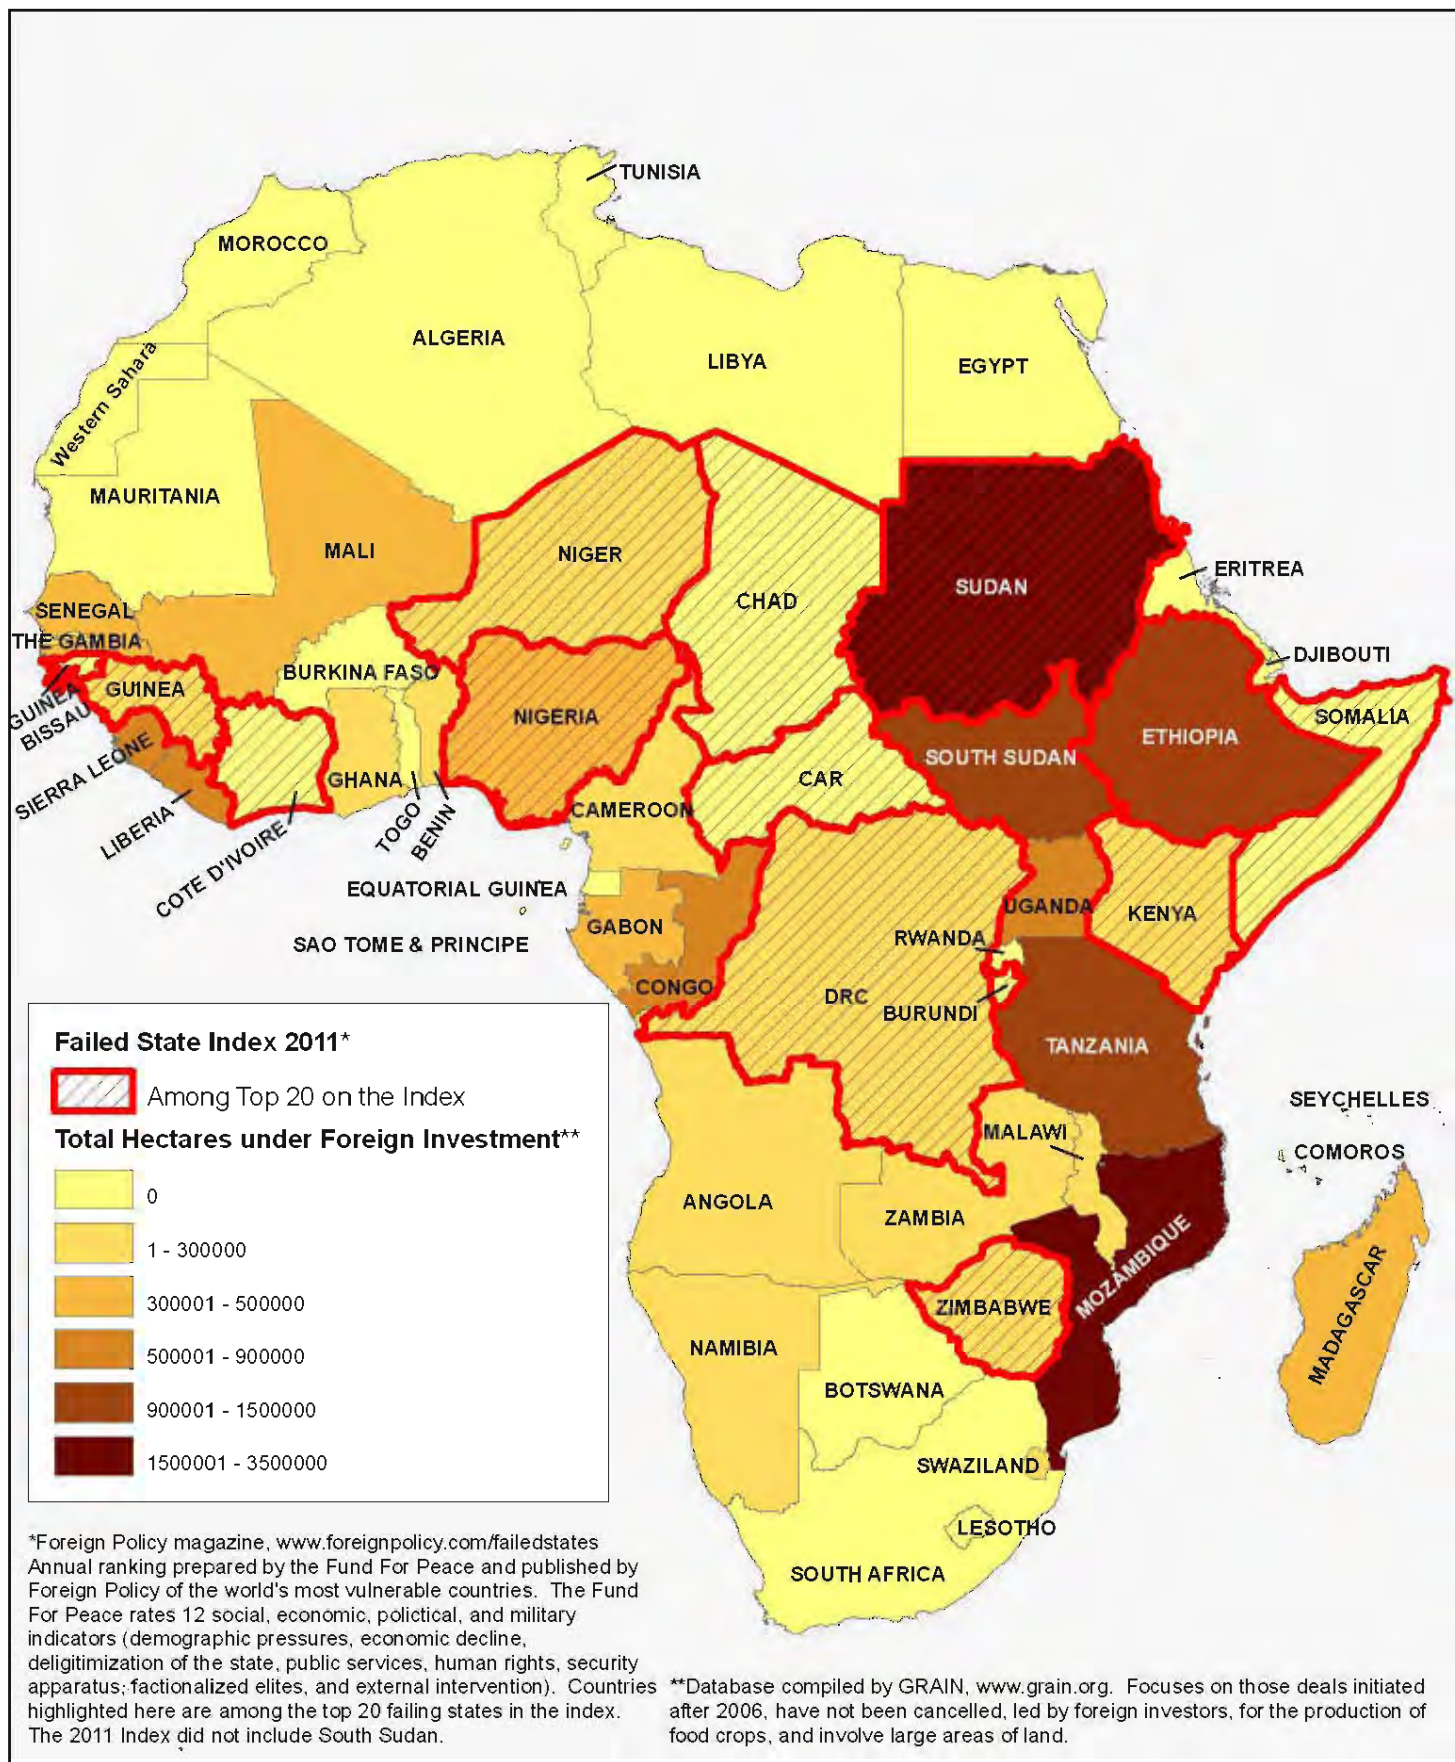 TUNISIA
MOROCCO
ALGERIA
LIBYA
EGYPT
Western Sahara
MAURITANIA
MALI
NIGER
CHAD
SUDAN
ERITREA
SENEGAL
THE GAMBIA
DJIBOUTI
BURKINA FASO
GUINEA
GUINEA
BISSAU
NIGERIA
SOMALIA
ETHIOPIA
SOUTH SUDAN
SIERRA LEONE
GHANA
CAR
LIBERIA
COTE D'IVOIRE
TOGO
BENIN
CAMEROON
EQUATORIAL GUINEA
UGANDA
KENYA
GABON
RWANDA
SAO TOME & PRINCIPE
CONGO
DRC
BURUNDI
TANZANIA
SEYCHELLES
MALAWI
COMOROS
ANGOLA
ZAMBIA
MOZAMBIQUE
ZIMBABWE
MADAGASCAR
NAMIBIA
BOTSWANA
SWAZILAND
LESOTHO
SOUTH AFRICA
Failed State Index 2011*
Among Top 20 on the Index
Total Hectares under Foreign Investment**
0
1 - 300000
300001 - 500000
500001 - 900000
900001 - 1500000
1500001 - 3500000
*Foreign Policy magazine, www.foreignpolicy.com/failedstates
Annual ranking prepared by the Fund For Peace and published by
Foreign Policy of the world's most vulnerable countries. The Fund
For Peace rates 12 social, economic, polictical, and military
indicators (demographic pressures, economic decline,
deligitimization of the state, public services, human rights, security
apparatus; factionalized elites, and external intervention). Countries
highlighted here are among the top 20 failing states in the index.
The 2011 Index did not include South Sudan.
**Database compiled by GRAIN, www.grain.org. Focuses on those deals initiated
after 2006, have not been cancelled, led by foreign investors, for the production of
food crops, and involve large areas of land.